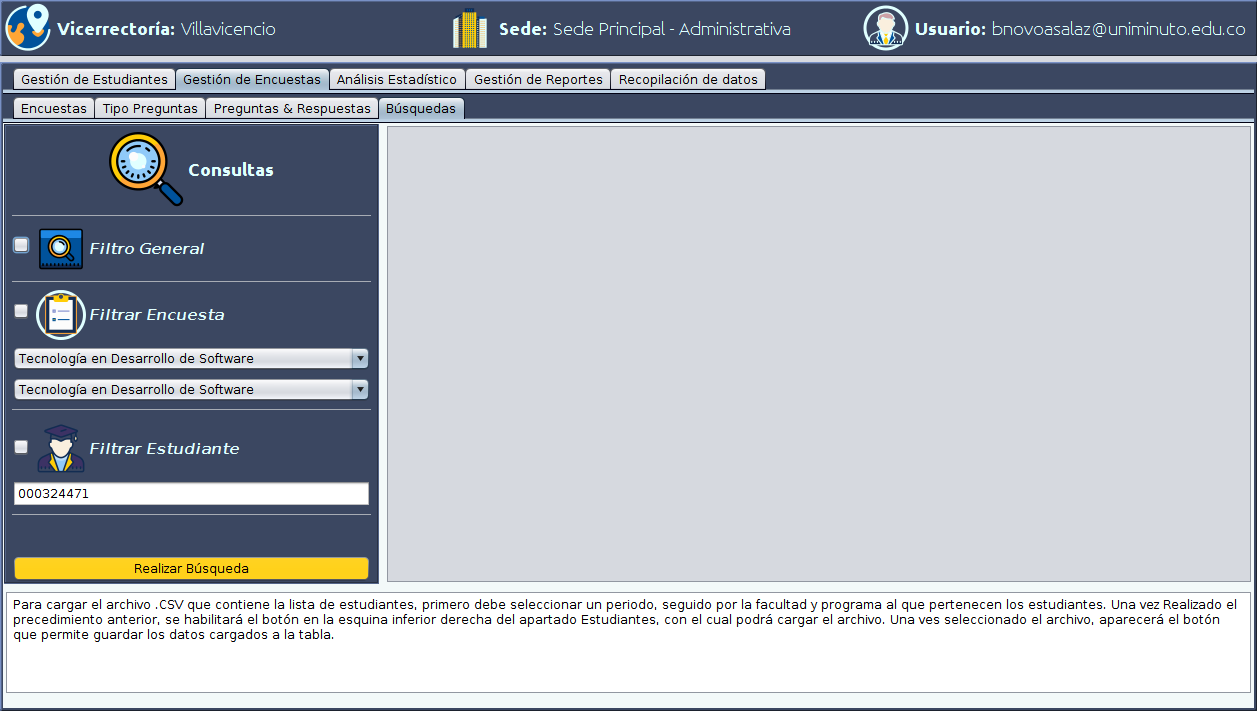 Vicerrectoría: Villavicencio
Sede: Sede Principal - Administrativa
Usuario: bnovoasalaz@uniminuto.edu.co
Gestión de Estudiantes
Gestión de Encuestas
Análisis Estadístico
Gestión de Reportes
Recopilación de datos
Encuestas
Tipo Preguntas
Preguntas & Respuestas
Búsquedas
Consultas
Filtro General
Filtrar Encuesta
Tecnología en Desarrollo de Software
Tecnología en Desarrollo de Software
Filtrar Estudiante
000324471
Realizar Búsqueda
Para cargar el archivo .CSV que contiene la lista de estudiantes, primero debe seleccionar un periodo, seguido por la facultad y programa al que pertenecen los estudiantes. Una vez Realizado el
precedimiento anterior, se habilitará el botón en la esquina inferior derecha del apartado Estudiantes, con el cual podrá cargar el archivo. Una ves seleccionado el archivo, aparecerá el botón
que permite guardar los datos cargados a la tabla.